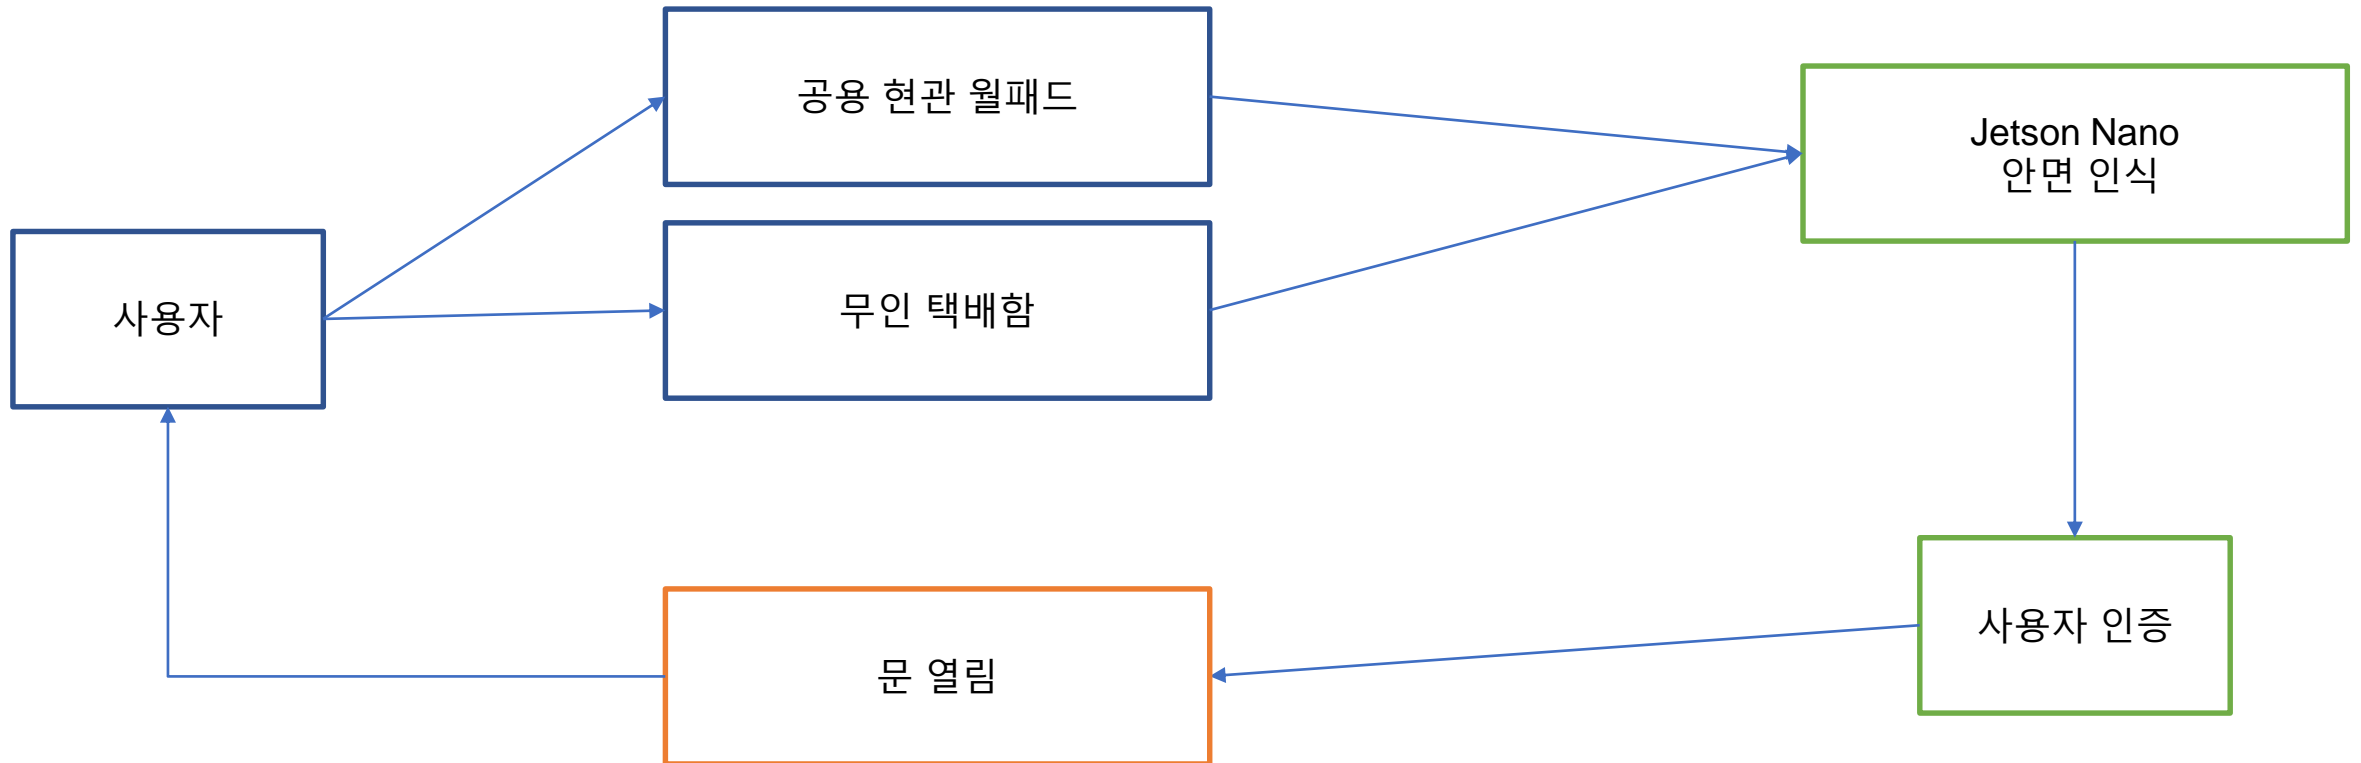 공용 현관 월패드
Jetson Nano
안면 인식
무인 택배함
사용자
사용자 인증
문 열림